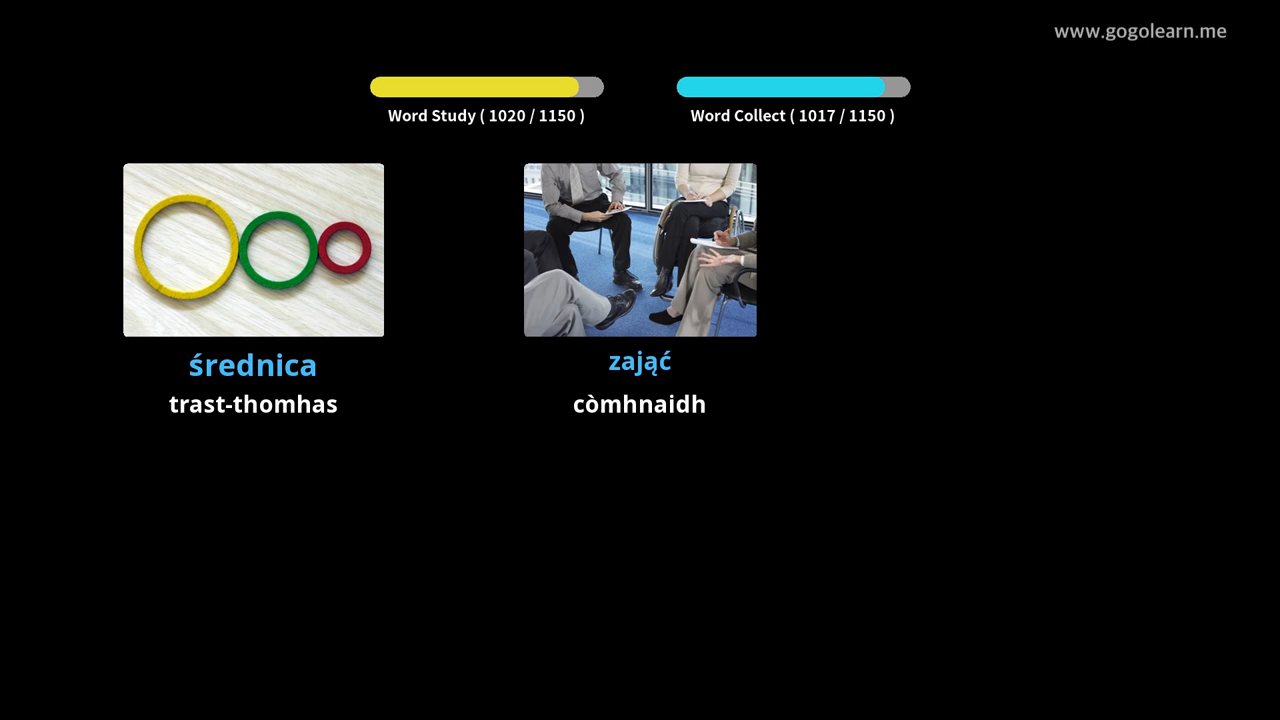 www.gogolearn.me
Word Study ( 1020 / 1150 )
Word Collect ( 1017 / 1150 )
średnica
trast-thomhas
zająć
còmhnaidh